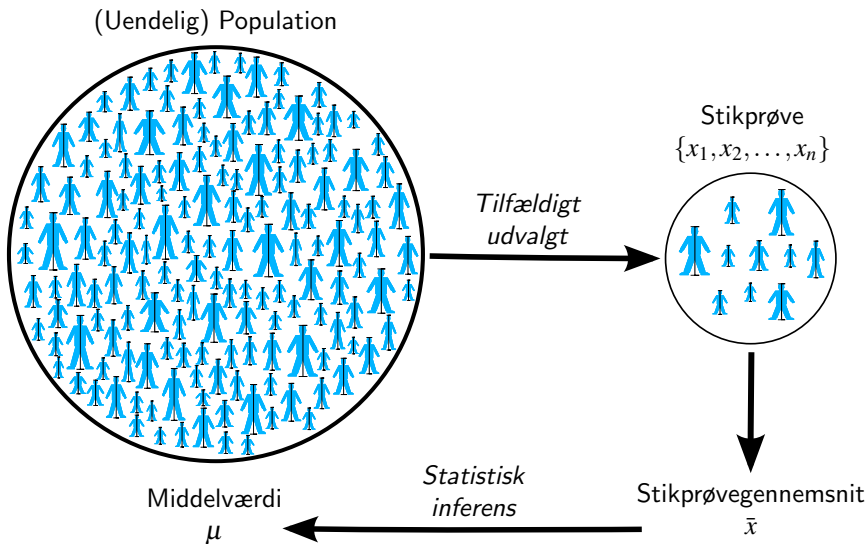 (Uendelig) Population
Stikprøve
{x₁, x₂, . . . , xₙ}
Tilfældigt
udvalgt
Statistisk
inferens
Middelværdi
μ
Stikprøvegennemsnit
x̄